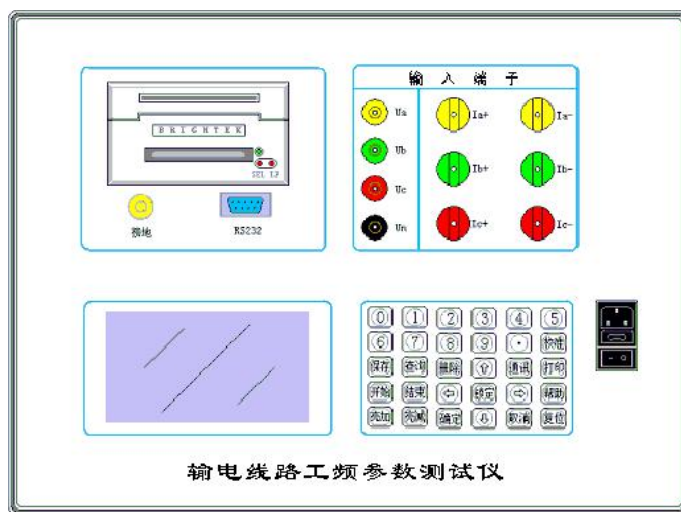 输入端子
BRIGHTEK
SEL LF
接地
RS232
Ua
Ub
Uc
Un
Ia+ Ia-
Ib+ Ib-
Ic+ Ic-
0 1 2 3 4 5
6 7 8 9 · 校准
保存 查询 删除 ⇧ 通讯 打印
开始 结束 ⇦ 锁定 ⇨ 帮助
亮加 亮减 确定 ⇩ 取消 复位
输电线路工频参数测试仪